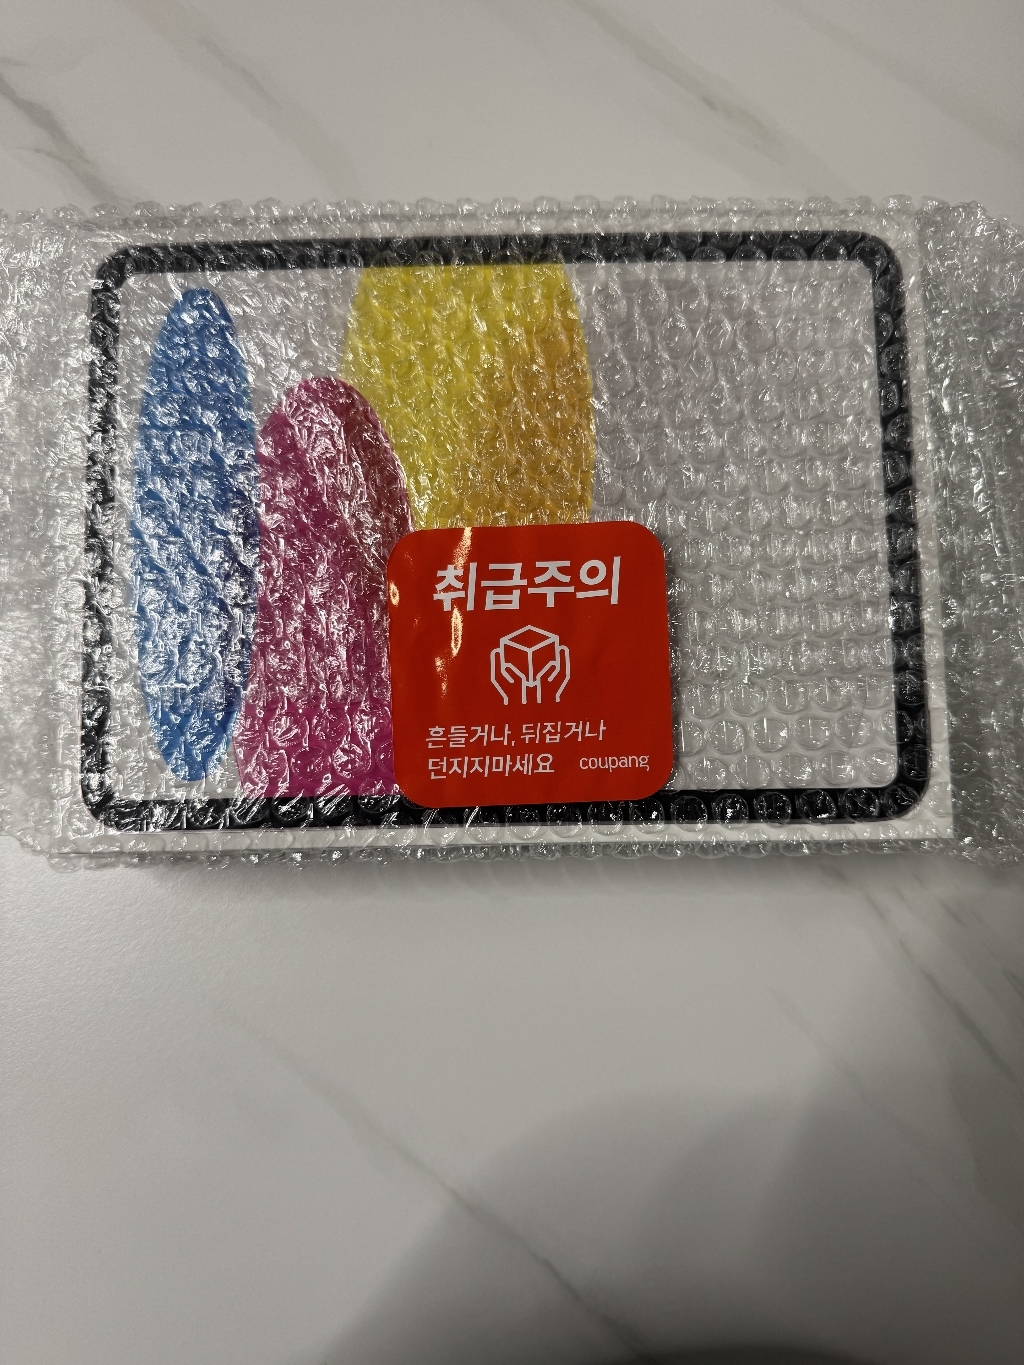 취급주의
흔들거나, 뒤집거나
던지지마세요 coupang